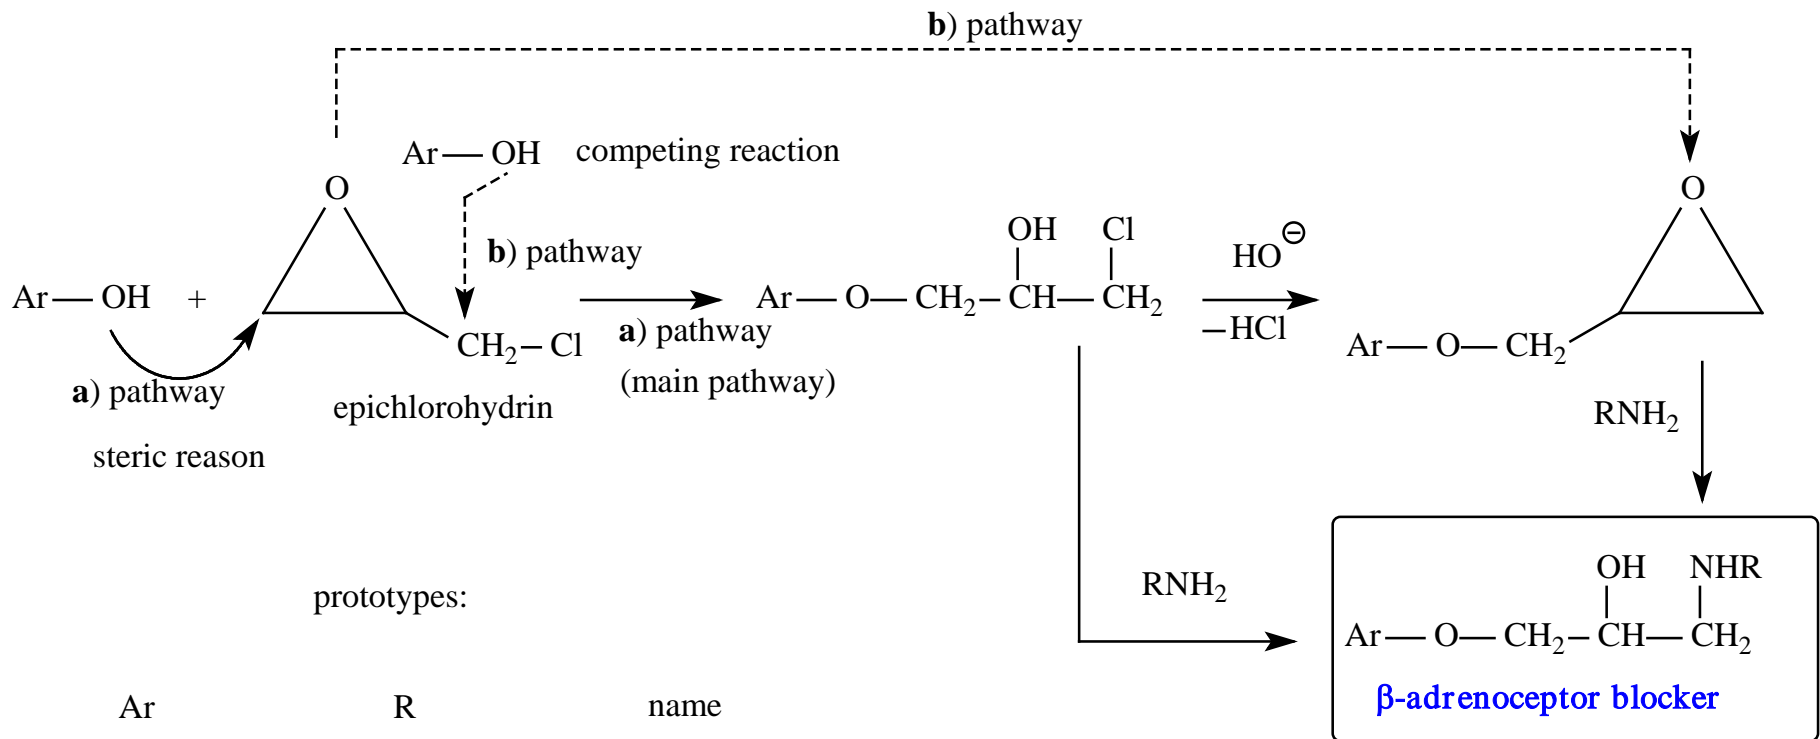 b) pathway
Ar—OH competing reaction
O
O
b) pathway
OH Cl
HO⊖
Ar—OH +
CH₂—Cl
a) pathway
(main pathway)
Ar—O—CH₂—CH—CH₂
—HCl
Ar—O—CH₂
a) pathway
steric reason
epichlorohydrin
RNH₂
prototypes:
RNH₂
OH NHR
Ar—O—CH₂—CH—CH₂
β-adrenoceptor blocker
Ar R name